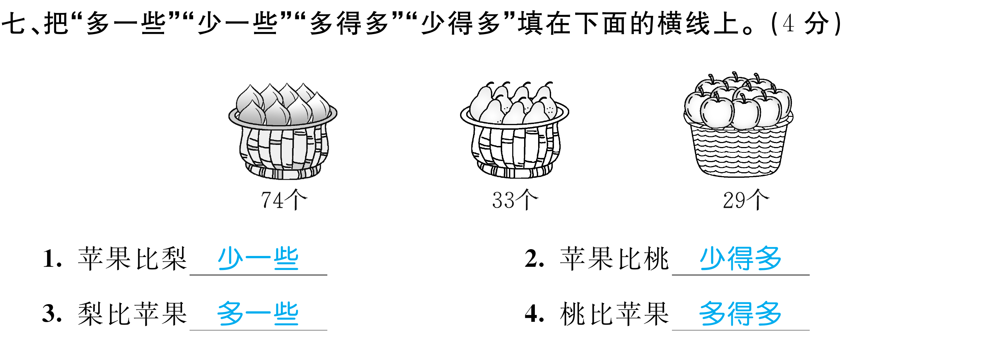 七、把“多一些”“少一些”“多得多”“少得多”填在下面的横线上。(4 分)
74个 33个 29个
1. 苹果比梨 少一些 2. 苹果比桃 少得多
3. 梨比苹果 多一些 4. 桃比苹果 多得多